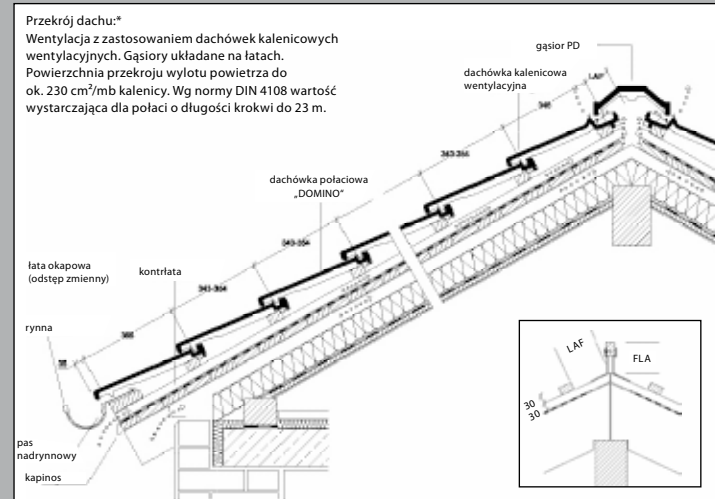 Przekrój dachu:*
Wentylacja z zastosowaniem dachówek kalenicowych
wentylacyjnych. Gąsiory układane na łatach.
Powierzchnia przekroju wylotu powietrza do
ok. 230 cm²/mb kalenicy. Wg normy DIN 4108 wartość
wystarczająca dla połaci o długości krokwi do 23 m.
gąsior PD
LAF
dachówka kalenicowa
wentylacyjna
dachówka połaciowa
„DOMINO”
łata okapowa
(odstęp zmienny)
kontrłata
rynna
pas
nadrynnowy
kapinos
LAF
FLA
30
30